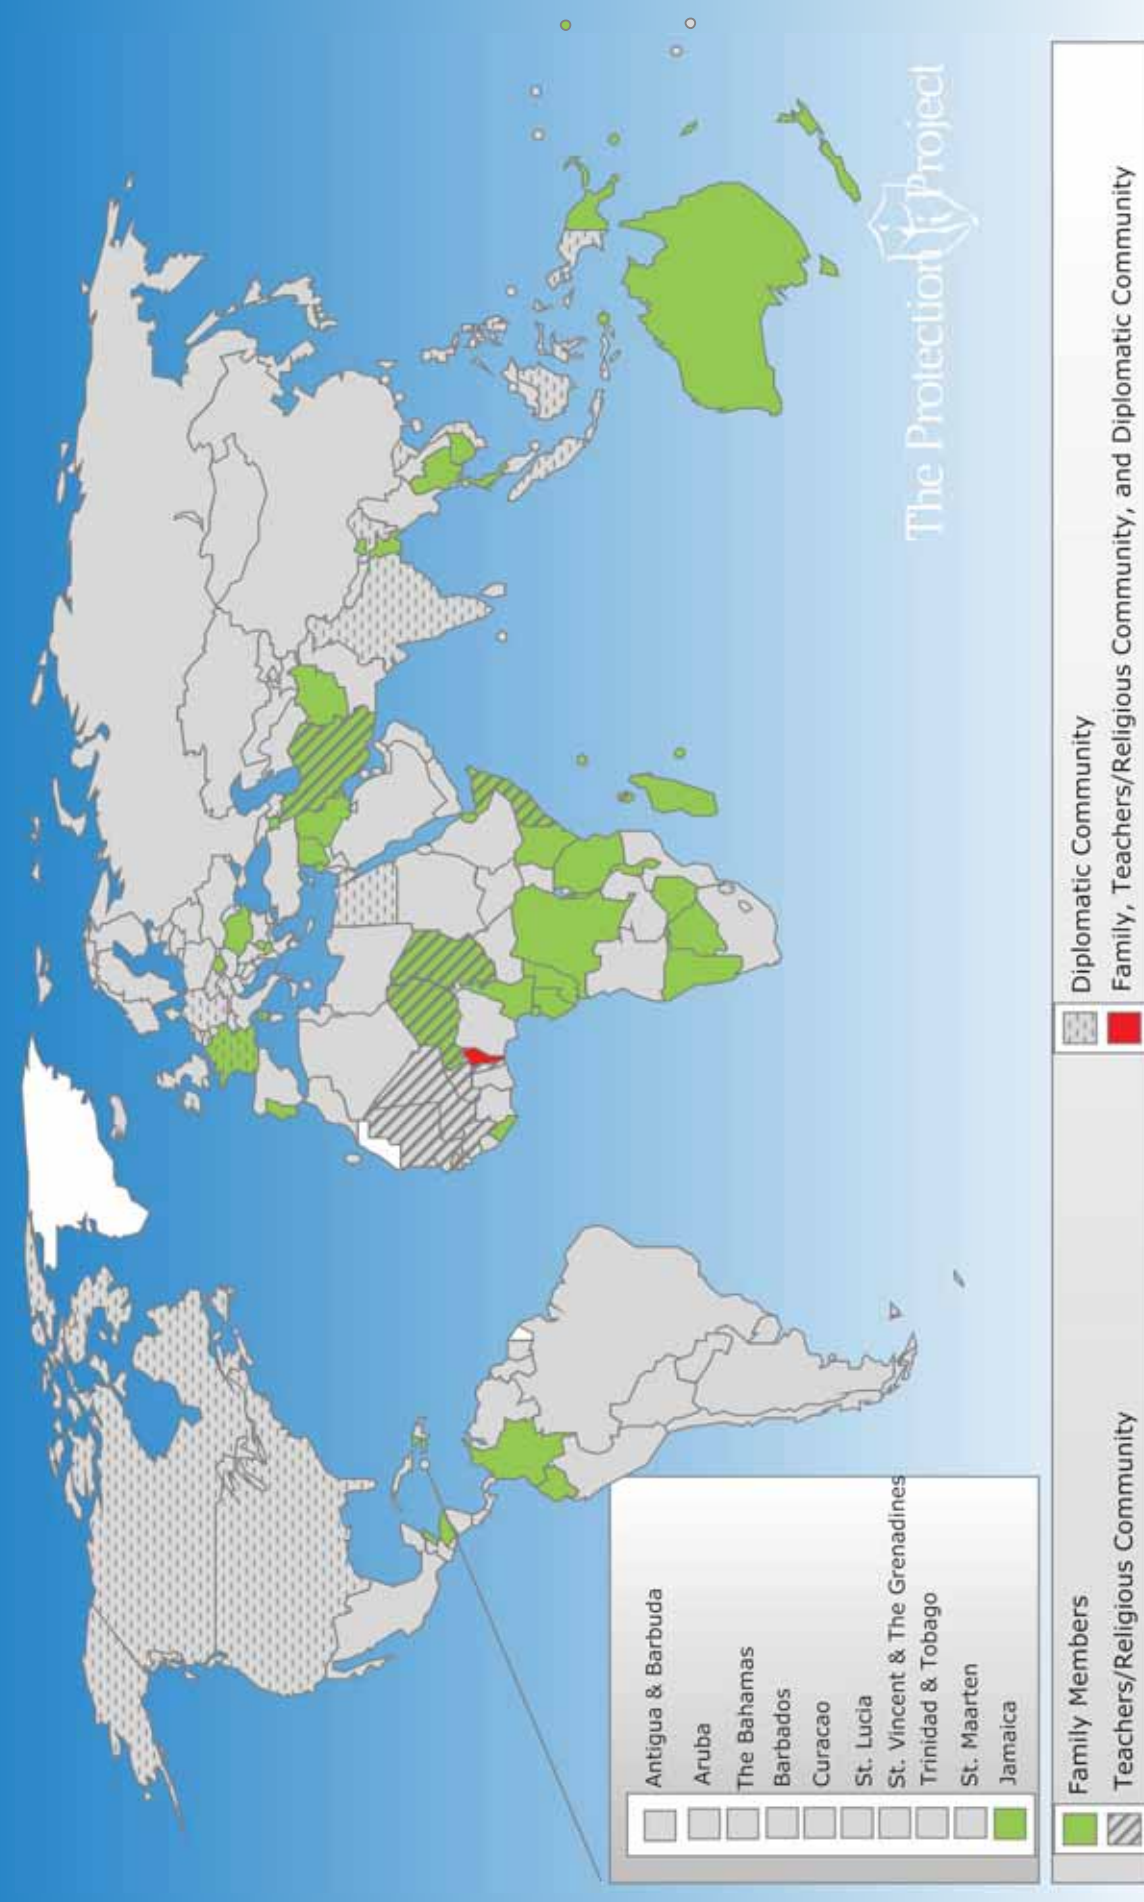 The Protection Project
Antigua & Barbuda
Aruba
The Bahamas
Barbados
Curacao
St. Lucia
St. Vincent & The Grenadines
Trinidad & Tobago
St. Maarten
Jamaica
Family Members
Teachers/Religious Community
Diplomatic Community
Family, Teachers/Religious Community, and Diplomatic Community